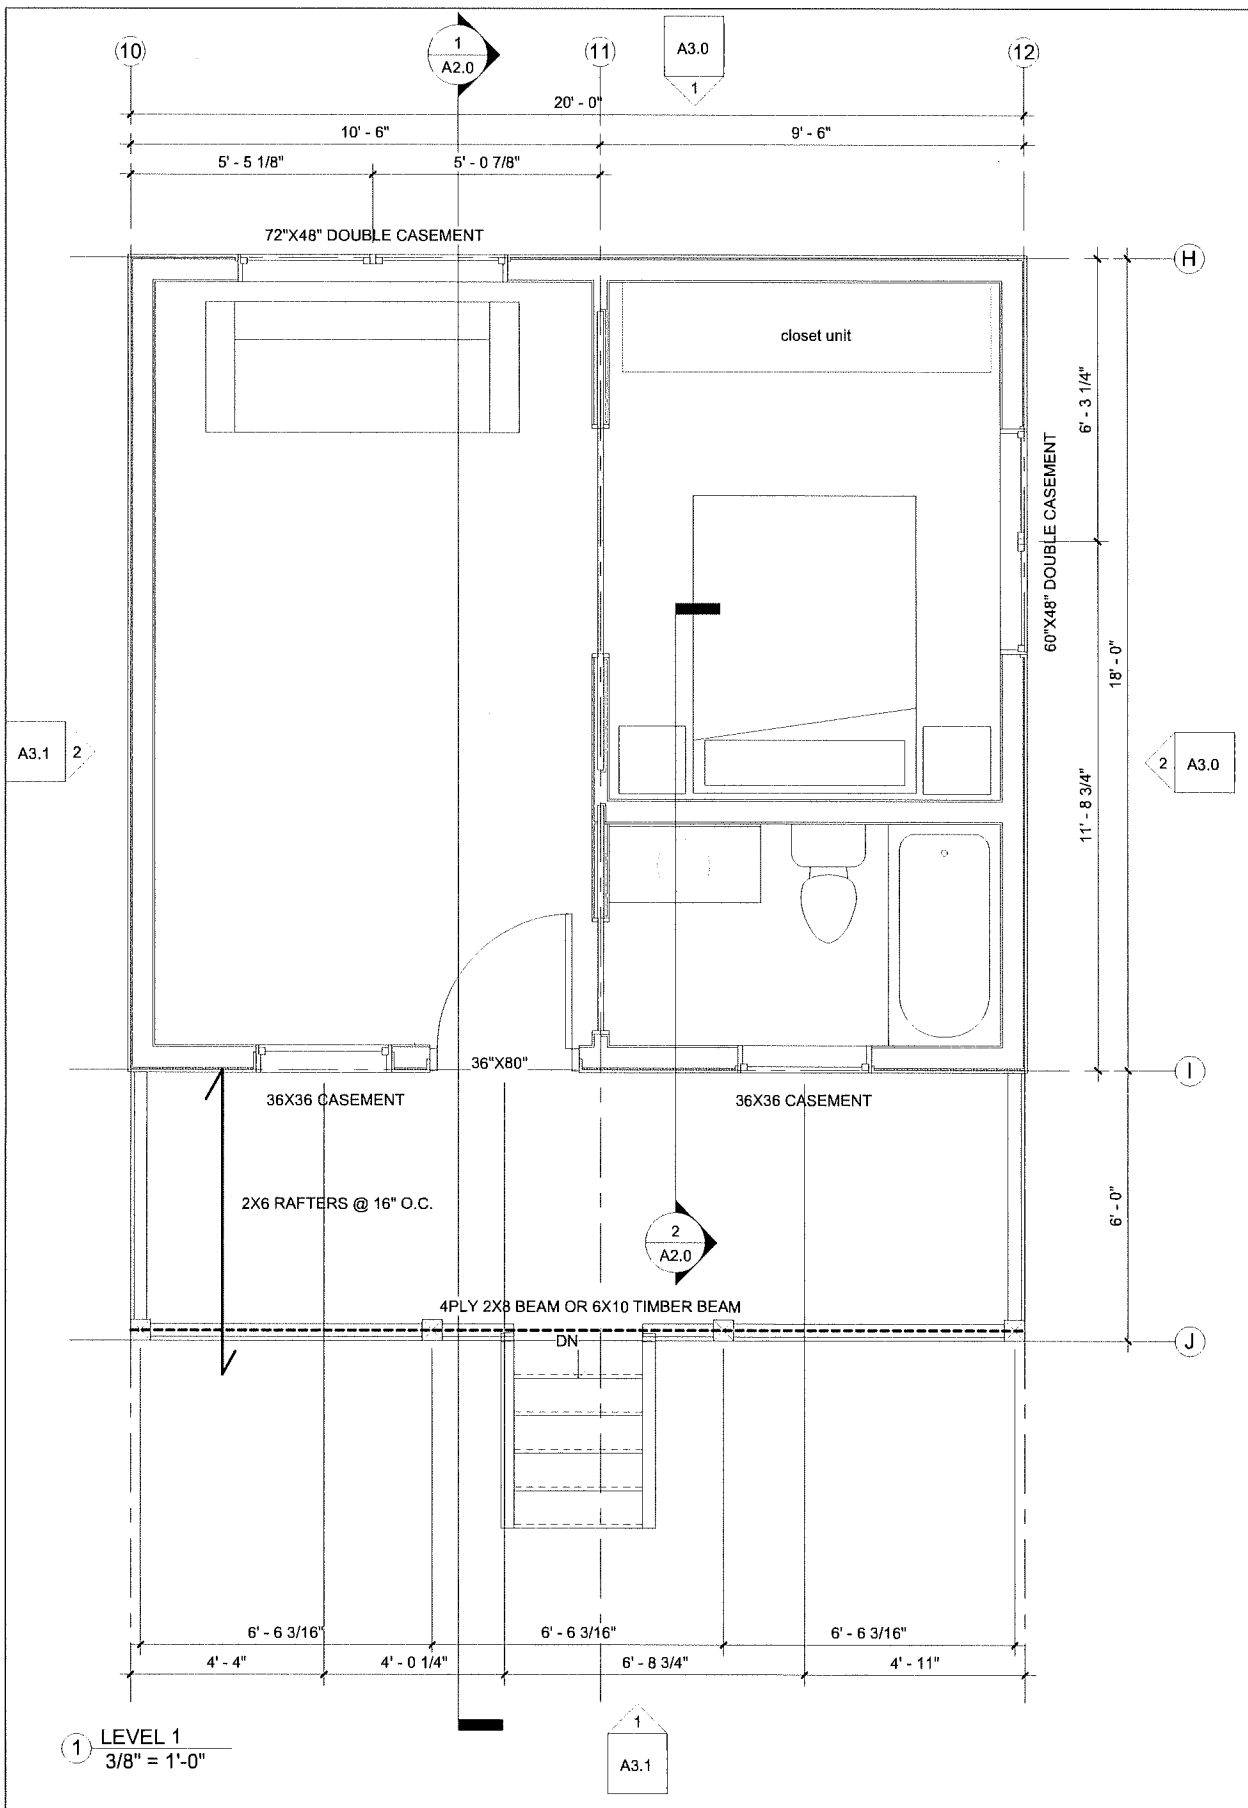 10
1
A2.0
11
A3.0
1
12
20' - 0"
10' - 6"
9' - 6"
5' - 5 1/8"
5' - 0 7/8"
72"X48" DOUBLE CASEMENT
H
closet unit
6' - 3 1/4"
60"X48" DOUBLE CASEMENT
18' - 0"
A3.1
2
2
A3.0
11' - 8 3/4"
36"X80"
I
36X36 CASEMENT
36X36 CASEMENT
2X6 RAFTERS @ 16" O.C.
6' - 0"
2
A2.0
4PLY 2X8 BEAM OR 6X10 TIMBER BEAM
DN
J
6' - 6 3/16"
6' - 6 3/16"
6' - 6 3/16"
4' - 4"
4' - 0 1/4"
6' - 8 3/4"
4' - 11"
1
LEVEL 1
3/8" = 1'-0"
1
A3.1